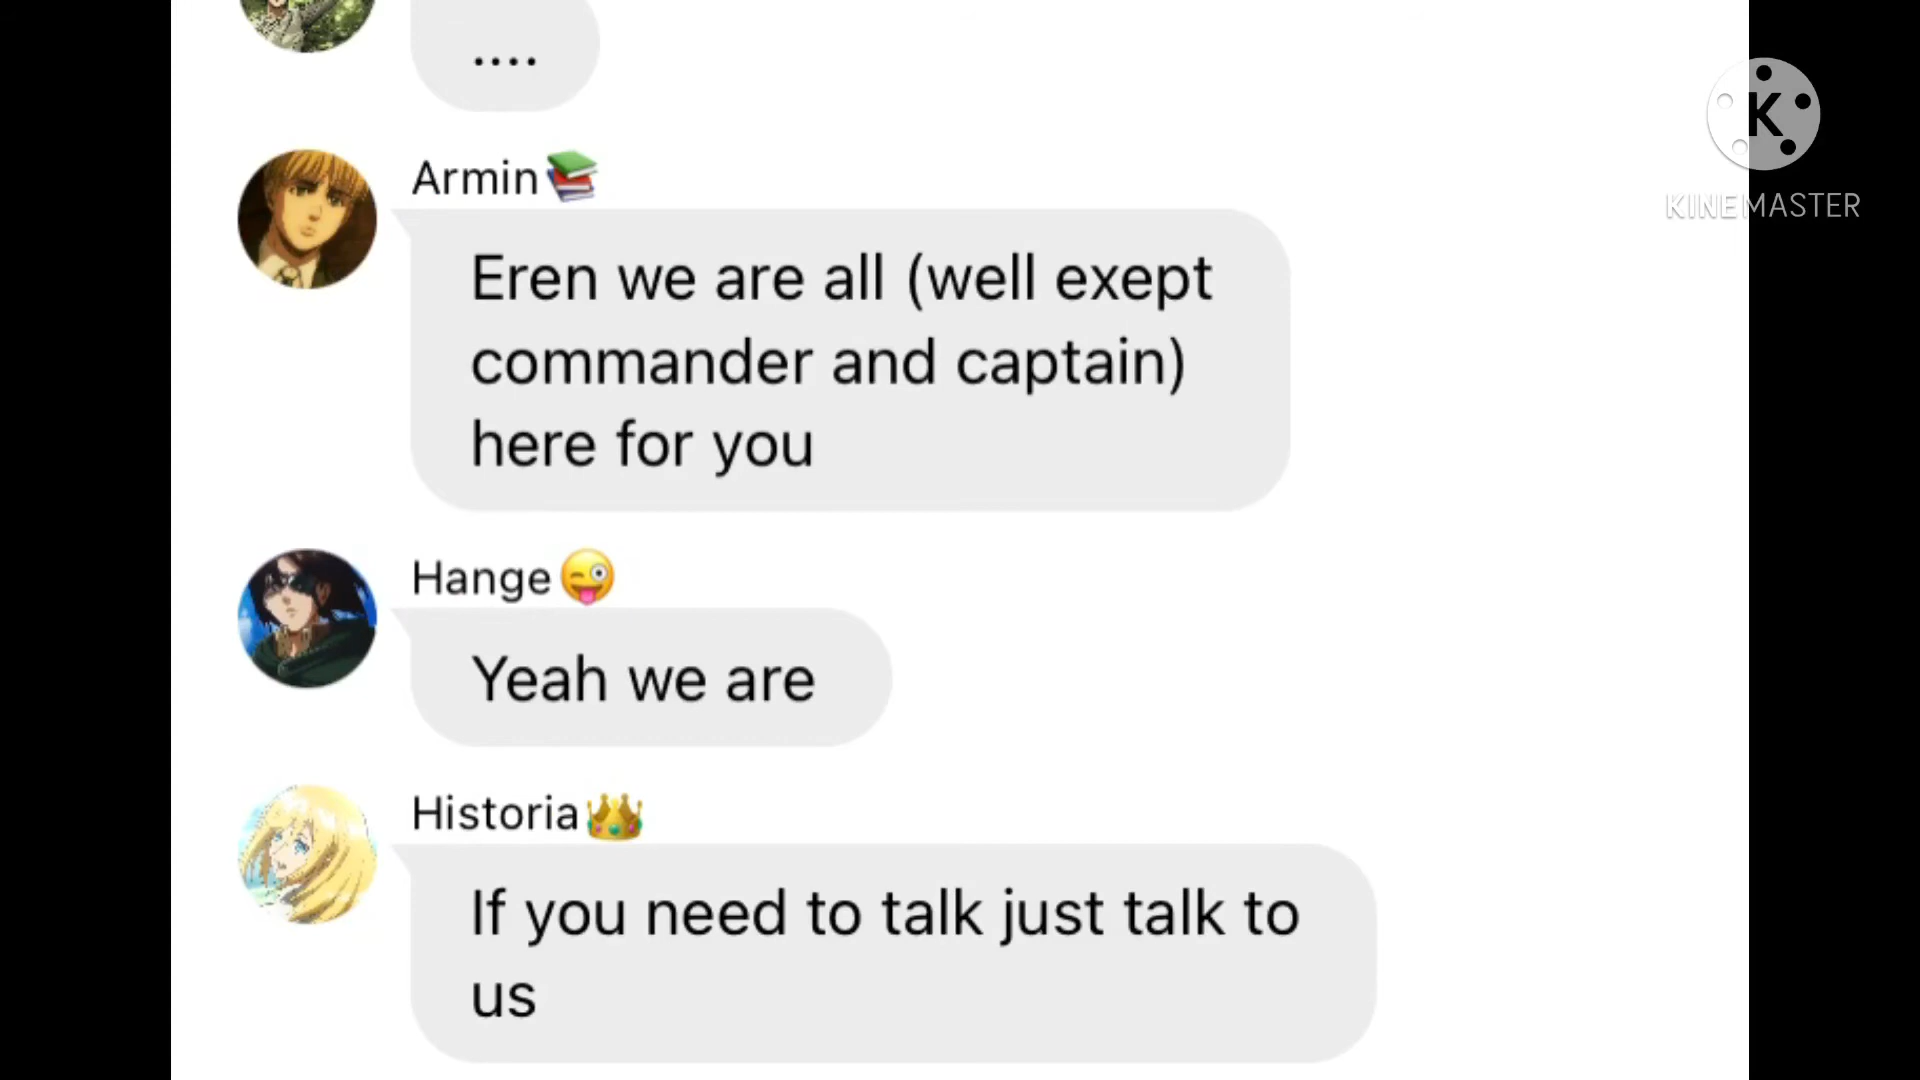 ....
Armin📚
Eren we are all (well exept
commander and captain)
here for you
Hange😜
Yeah we are
Historia👑
If you need to talk just talk to
us
K
KINEMASTER